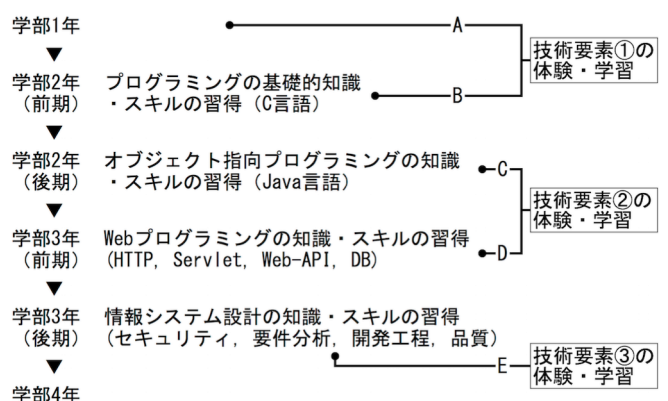 学部1年
A
技術要素①の
体験・学習
▼
学部2年 プログラミングの基礎的知識
(前期) ・スキルの習得(C言語)
B
▼
学部2年 オブジェクト指向プログラミングの知識
(後期) ・スキルの習得(Java言語)
C
技術要素②の
体験・学習
▼
学部3年 Webプログラミングの知識・スキルの習得
(前期) (HTTP, Servlet, Web-API, DB)
D
▼
学部3年 情報システム設計の知識・スキルの習得
(後期) (セキュリティ, 要件分析, 開発工程, 品質)
E
技術要素③の
体験・学習
▼
学部4年